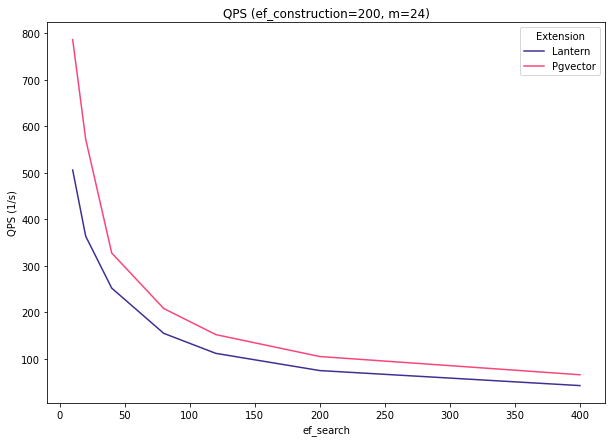 QPS (ef_construction=200, m=24)
Extension
Lantern
Pgvector
800
700
600
500
400
300
200
100
QPS (1/s)
0
50
100
150
200
250
300
350
400
ef_search